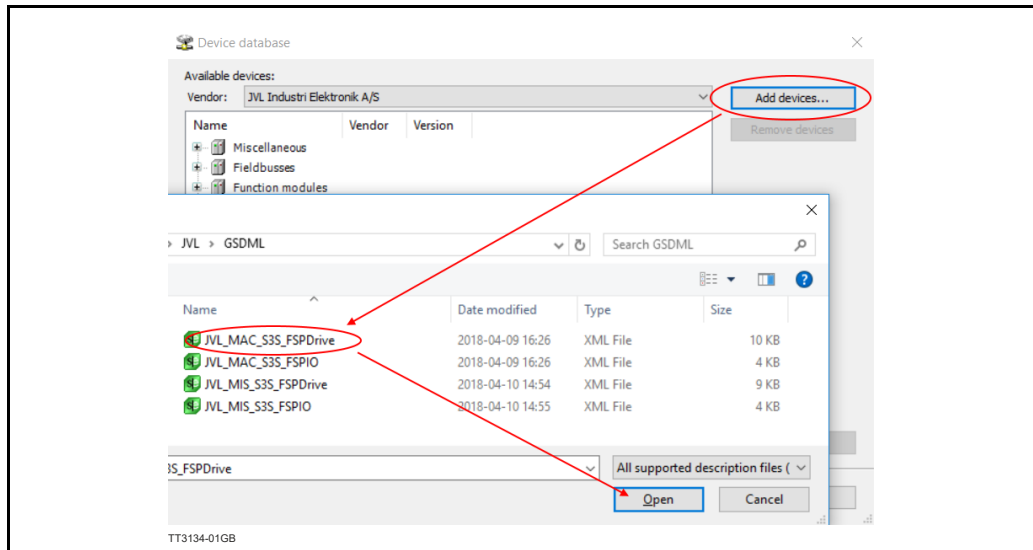 Device database
Available devices:
Vendor: JVL Industri Elektronik A/S
Add devices...
Name Vendor Version
Remove devices
Miscellaneous
Fieldbusses
Function modules
› JVL › GSDML
Search GSDML
Name Date modified Type Size
JVL_MAC_S3S_FSPDrive 2018-04-09 16:26 XML File 10 KB
JVL_MAC_S3S_FSPIO 2018-04-09 16:26 XML File 4 KB
JVL_MIS_S3S_FSPDrive 2018-04-10 14:54 XML File 9 KB
JVL_MIS_S3S_FSPIO 2018-04-10 14:55 XML File 4 KB
3S_FSPDrive
All supported description files (
Open
Cancel
TT3134-01GB